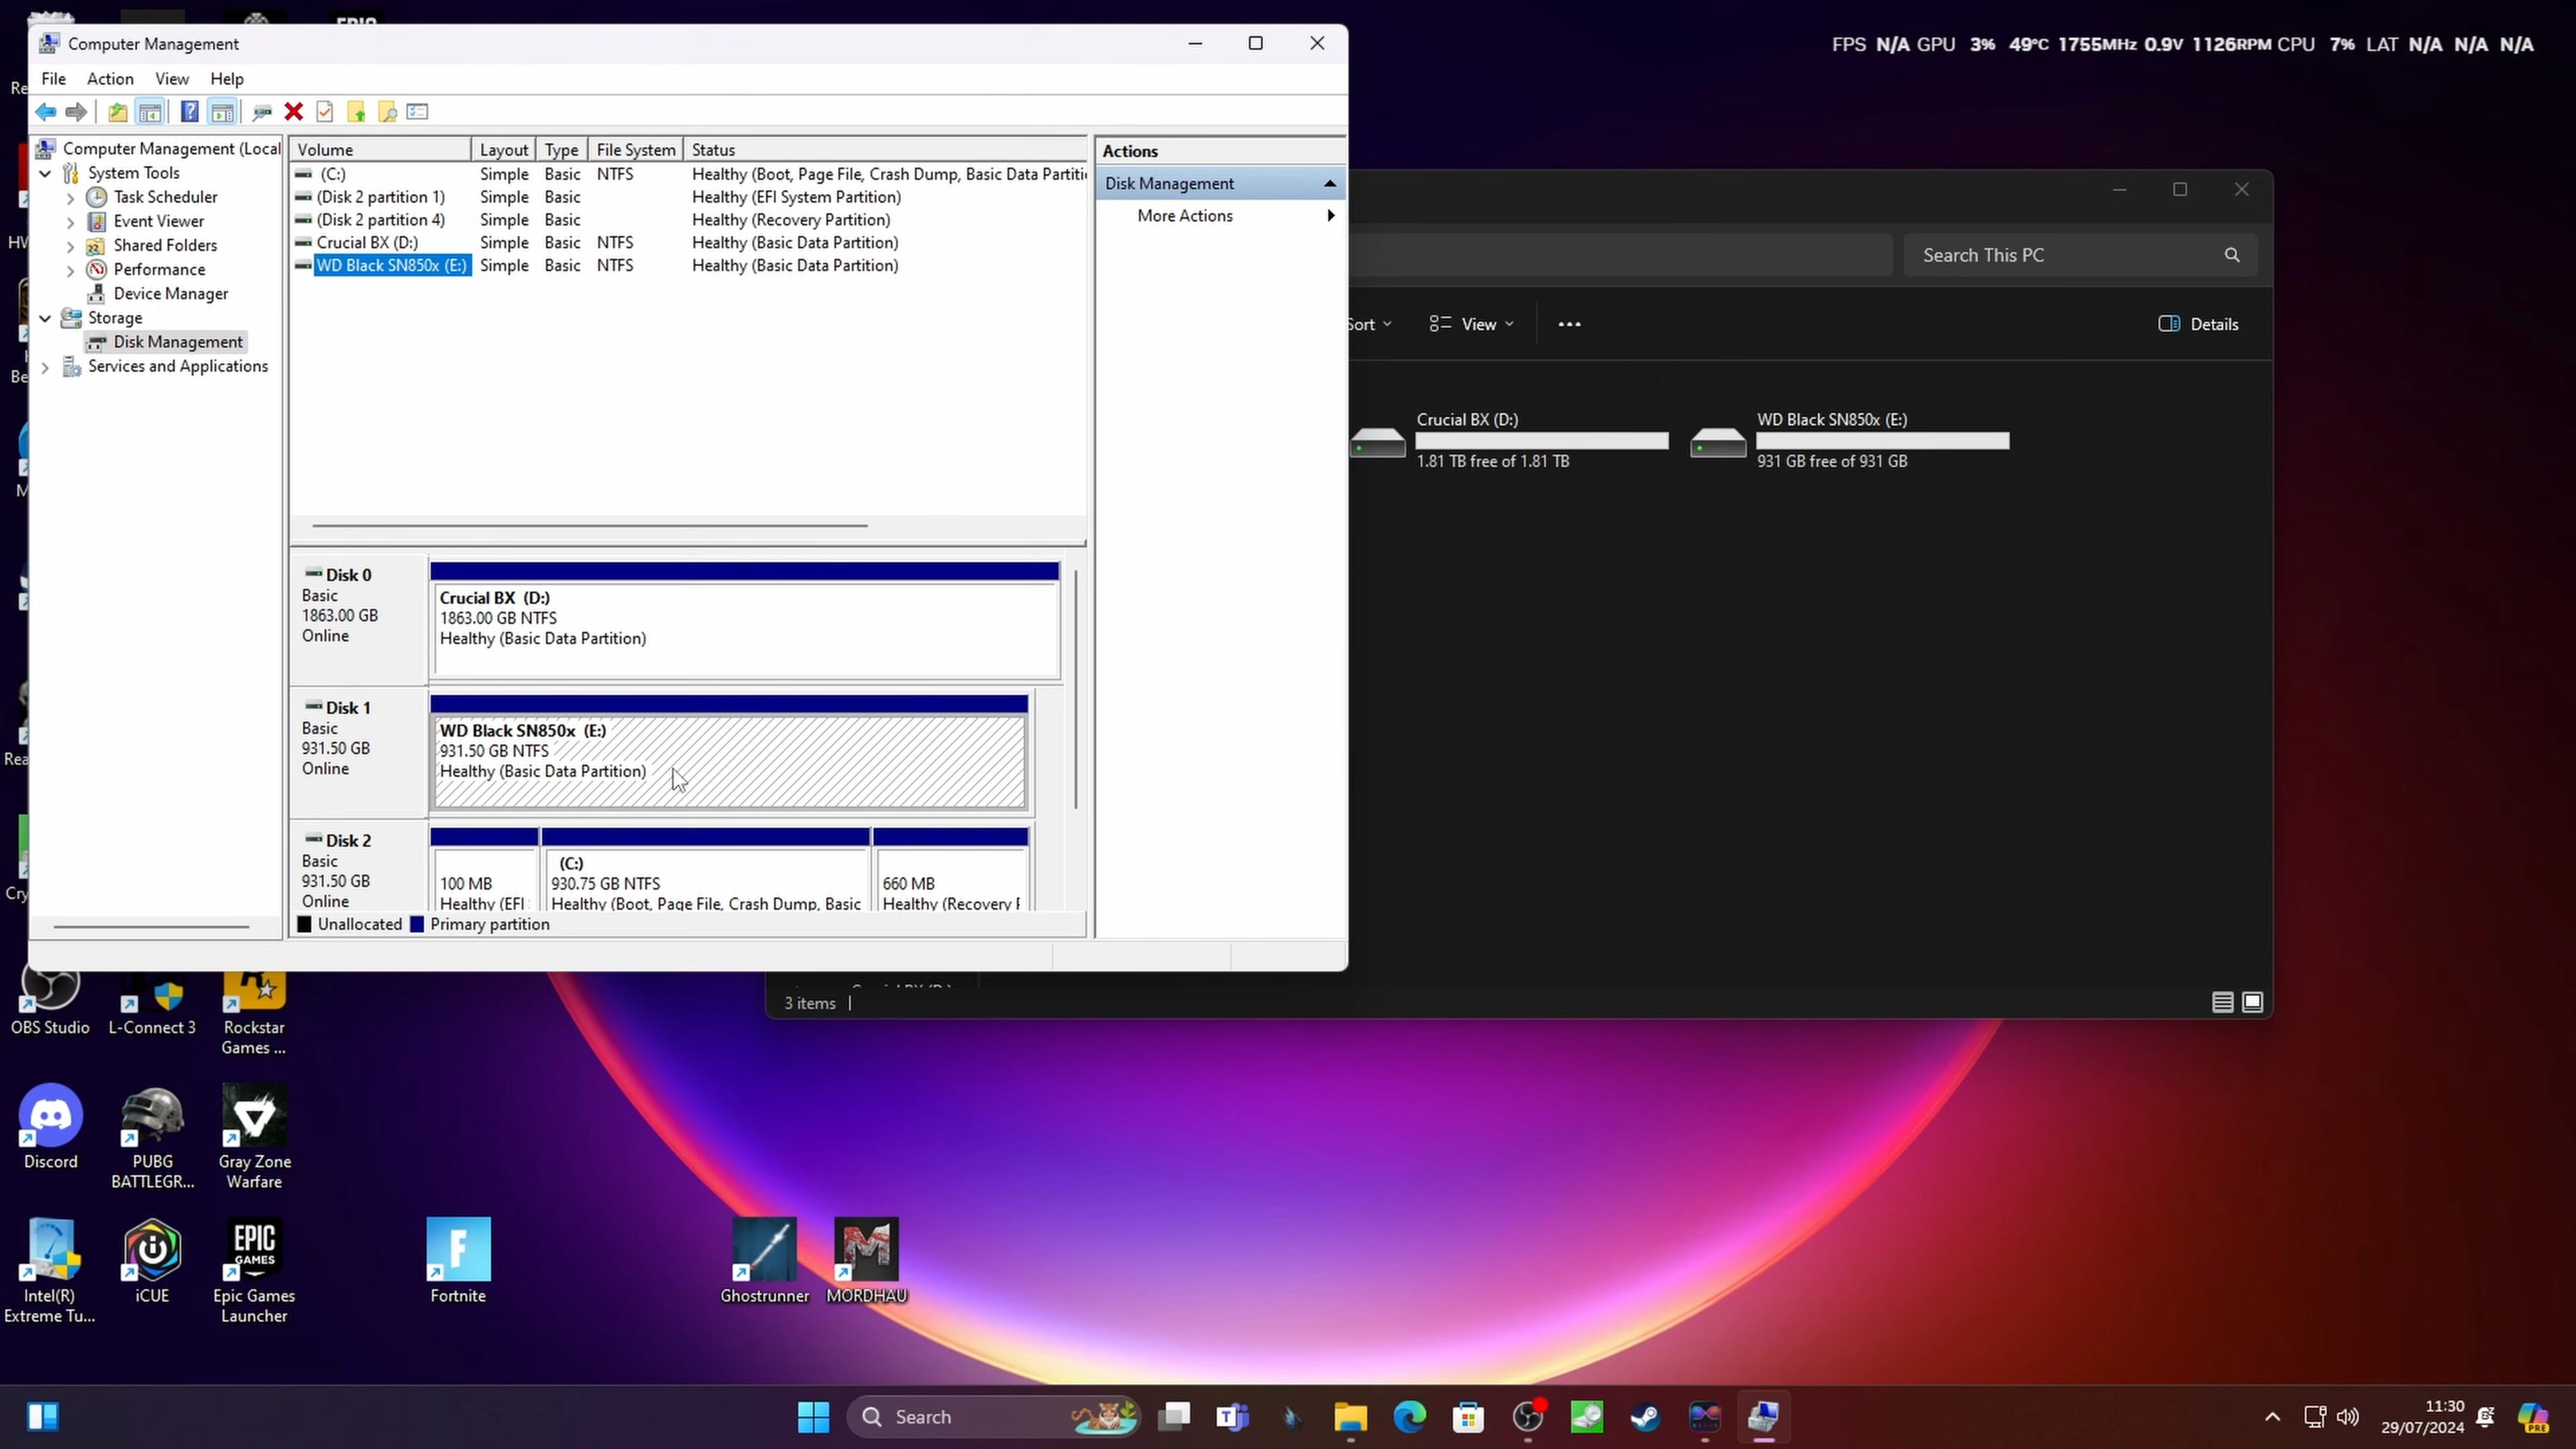 Computer Management
File Action View Help
Computer Management (Local
System Tools
Task Scheduler
Event Viewer
Shared Folders
Performance
Device Manager
Storage
Disk Management
Services and Applications
Volume Layout Type File System Status
(C:) Simple Basic NTFS Healthy (Boot, Page File, Crash Dump, Basic Data Partiti
(Disk 2 partition 1) Simple Basic Healthy (EFI System Partition)
(Disk 2 partition 4) Simple Basic Healthy (Recovery Partition)
Crucial BX (D:) Simple Basic NTFS Healthy (Basic Data Partition)
WD Black SN850x (E:) Simple Basic NTFS Healthy (Basic Data Partition)
Disk 0
Basic
1863.00 GB
Online
Crucial BX (D:)
1863.00 GB NTFS
Healthy (Basic Data Partition)
Disk 1
Basic
931.50 GB
Online
WD Black SN850x (E:)
931.50 GB NTFS
Healthy (Basic Data Partition)
Disk 2
Basic
931.50 GB
Online
100 MB
Healthy (EFI
(C:)
930.75 GB NTFS
Healthy (Boot, Page File, Crash Dump, Basic
660 MB
Healthy (Recovery
Unallocated Primary partition
Actions
Disk Management
More Actions
FPS N/A GPU 3% 49°C 1755MHz 0.9V 1126RPM CPU 7% LAT N/A N/A N/A
Search This PC
Sort View Details
Crucial BX (D:)
1.81 TB free of 1.81 TB
WD Black SN850x (E:)
931 GB free of 931 GB
3 items
EPIC
OBS Studio
L-Connect 3
Rockstar
Games ...
Discord
PUBG
BATTLEGR...
Gray Zone
Warfare
Intel(R)
Extreme Tu...
iCUE
EPIC
GAMES
Epic Games
Launcher
Fortnite
Ghostrunner
MORDHAU
Search
11:30
29/07/2024
PRE